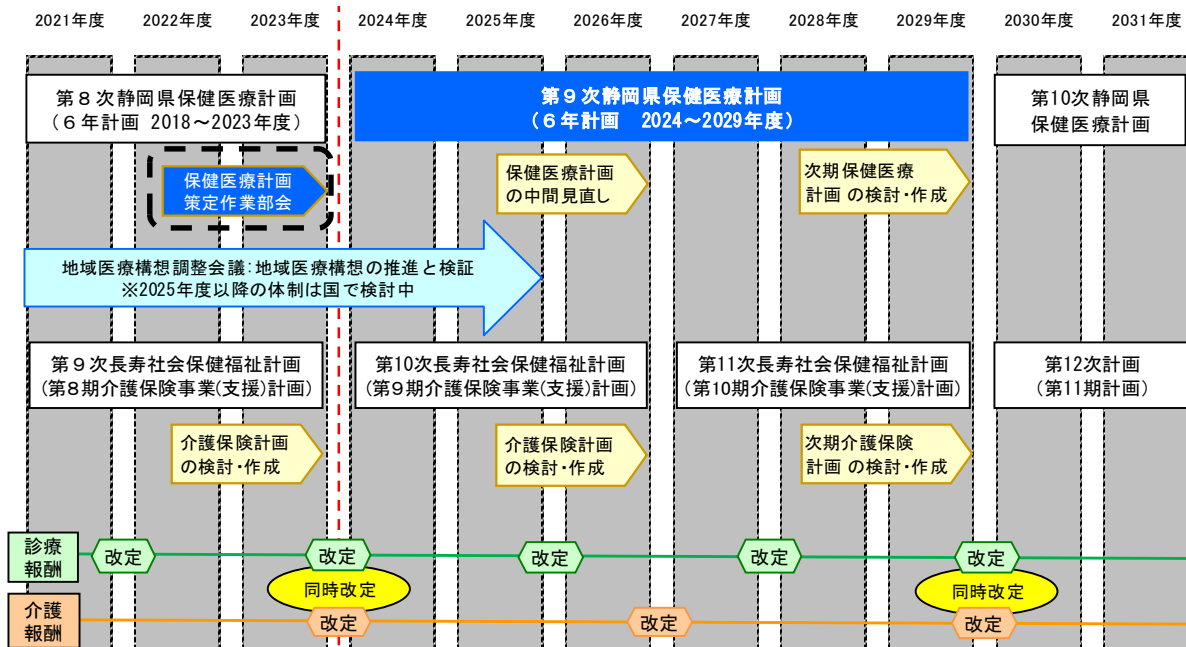 2021年度 2022年度 2023年度 2024年度 2025年度 2026年度 2027年度 2028年度 2029年度 2030年度 2031年度
第８次静岡県保健医療計画
（６年計画 2018～2023年度）
第９次静岡県保健医療計画
（６年計画 2024～2029年度）
第10次静岡県
保健医療計画
保健医療計画
策定作業部会
保健医療計画
の中間見直し
次期保健医療
計画 の検討・作成
地域医療構想調整会議：地域医療構想の推進と検証
※2025年度以降の体制は国で検討中
第９次長寿社会保健福祉計画
(第８期介護保険事業(支援)計画)
第10次長寿社会保健福祉計画
(第９期介護保険事業(支援)計画)
第11次長寿社会保健福祉計画
(第10期介護保険事業(支援)計画)
第12次計画
(第11期計画)
介護保険計画
の検討・作成
介護保険計画
の検討・作成
次期介護保険
計画 の検討・作成
診療
報酬
改定 改定 改定 改定 改定
同時改定 同時改定
介護
報酬
改定 改定 改定